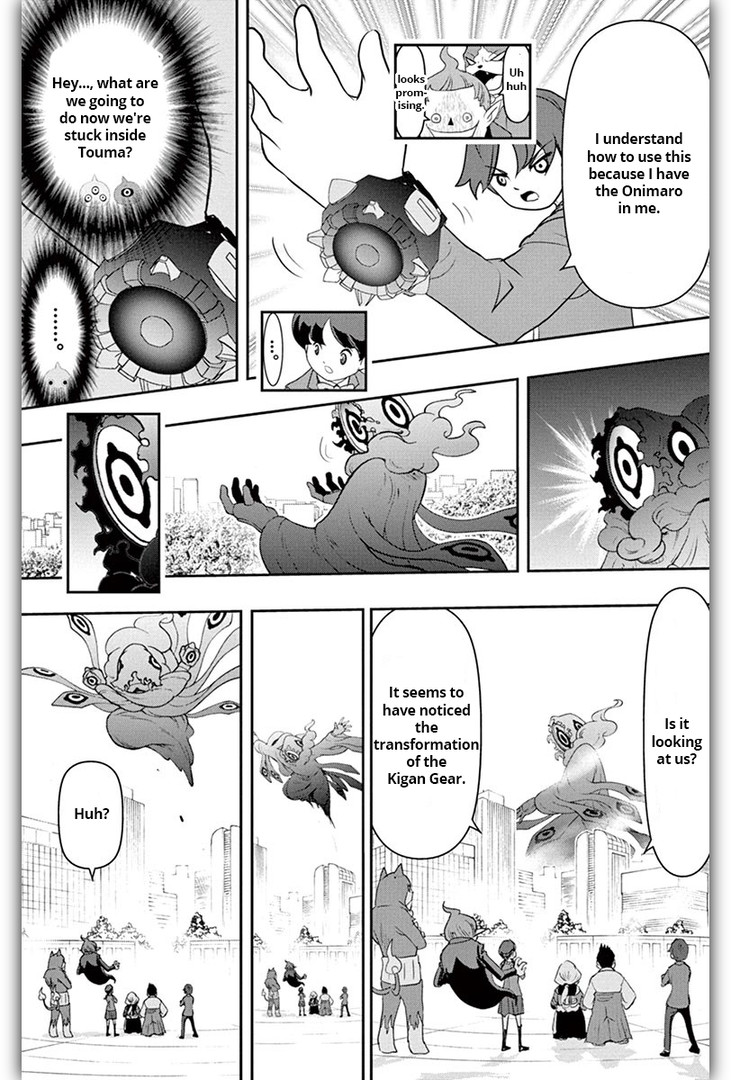 I understand
how to use this
because I have
the Onimaro
in me.
Uh
huh
looks
prom-
ising.
Hey..., what are
we going to
do now we're
stuck inside
Touma?
......。
...。
Is it
looking
at us?
It seems to
have noticed
the
transformation
of the
Kigan Gear.
Huh?